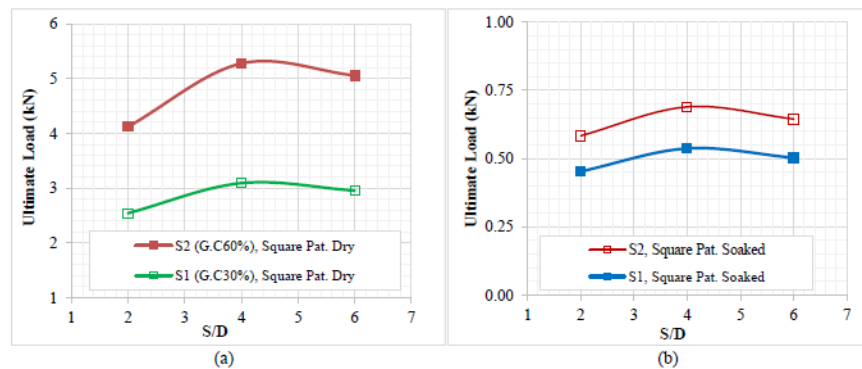 6
5
4
3
2
1
Ultimate Load (kN)
S2 (G.C60%), Square Pat. Dry
S1 (G.C30%), Square Pat. Dry
1 2 3 4 5 6 7
S/D
(a)
1.00
0.75
0.50
0.25
0.00
Ultimate Load (kN)
S2, Square Pat. Soaked
S1, Square Pat. Soaked
1 2 3 4 5 6 7
S/D
(b)